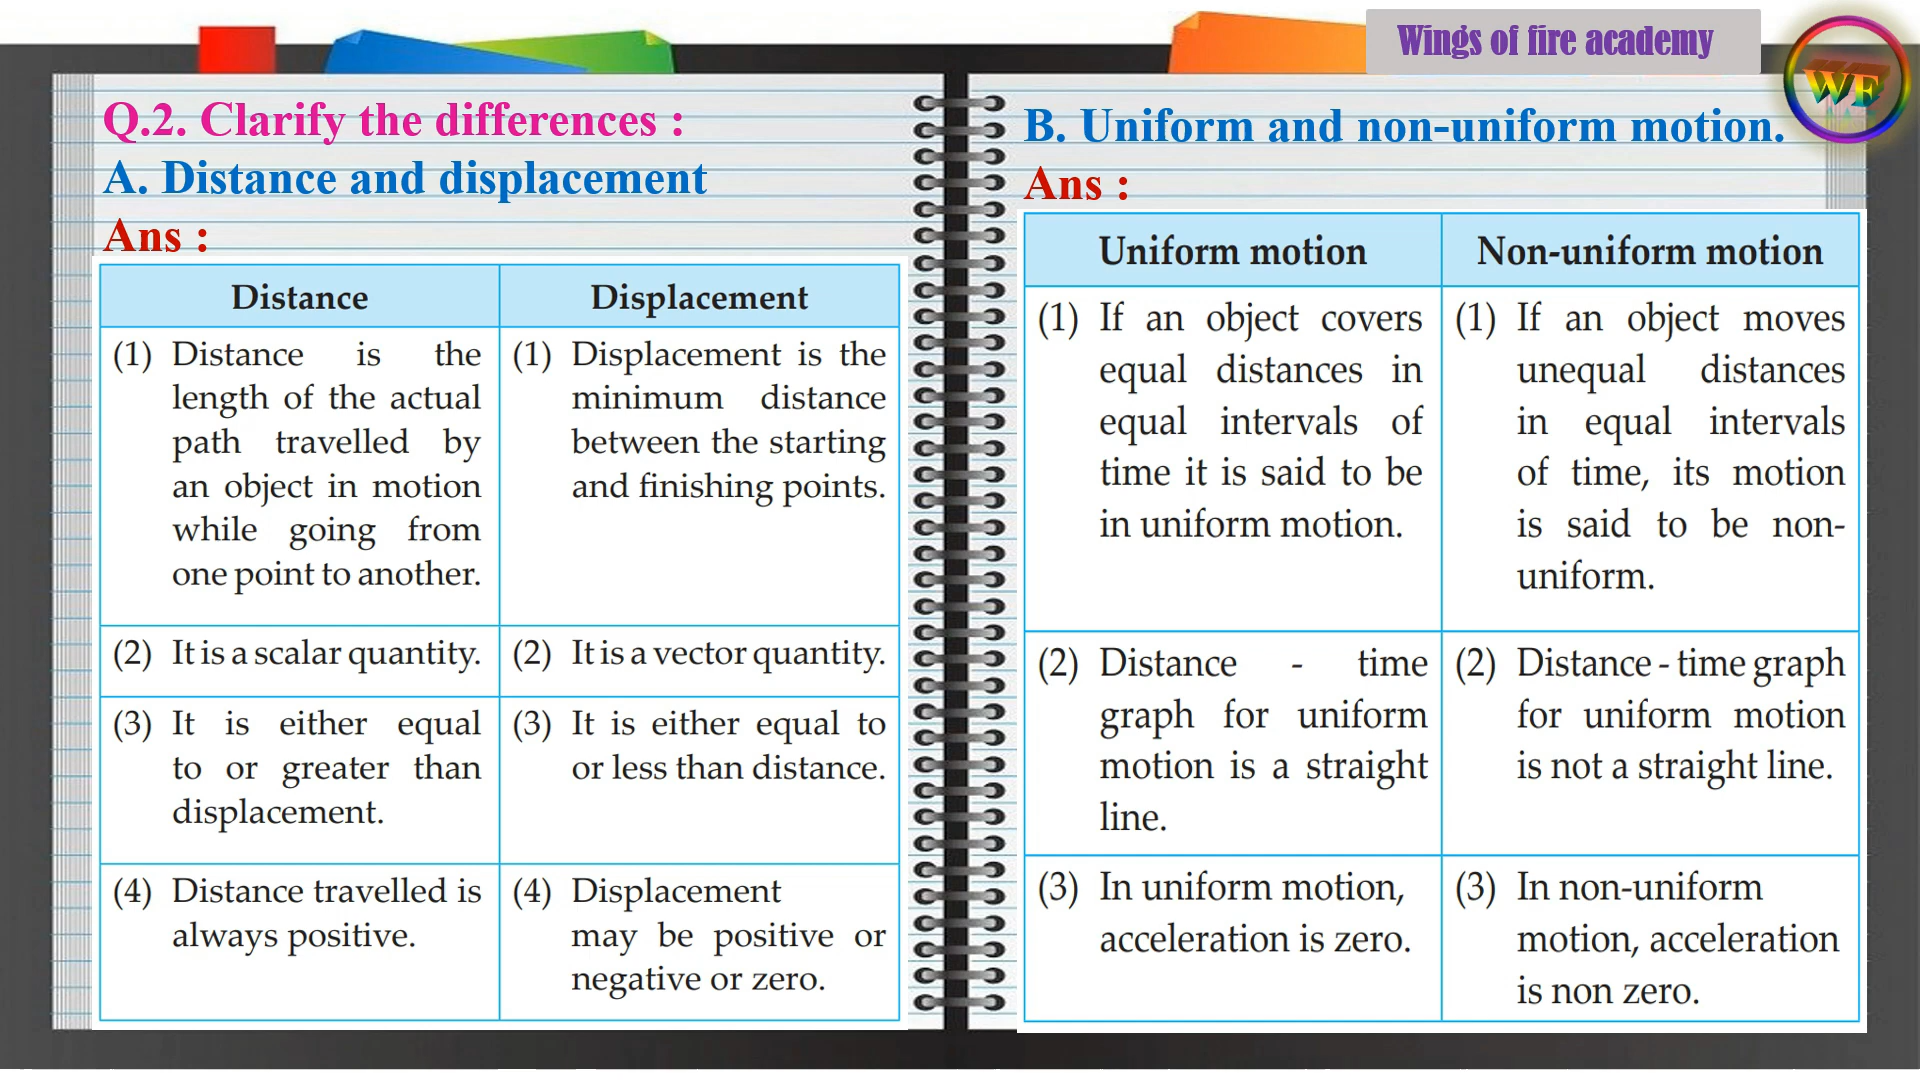 Wings of fire academy
WE
Q.2. Clarify the differences :
A. Distance and displacement
Ans :
Distance
Displacement
(1) Distance is the
length of the actual
path travelled by
an object in motion
while going from
one point to another.
(1) Displacement is the
minimum distance
between the starting
and finishing points.
(2) It is a scalar quantity.
(2) It is a vector quantity.
(3) It is either equal
to or greater than
displacement.
(3) It is either equal to
or less than distance.
(4) Distance travelled is
always positive.
(4) Displacement
may be positive or
negative or zero.
B. Uniform and non-uniform motion.
Ans :
Uniform motion
Non-uniform motion
(1) If an object covers
equal distances in
equal intervals of
time it is said to be
in uniform motion.
(1) If an object moves
unequal distances
in equal intervals
of time, its motion
is said to be non-
uniform.
(2) Distance - time
graph for uniform
motion is a straight
line.
(2) Distance - time graph
for uniform motion
is not a straight line.
(3) In uniform motion,
acceleration is zero.
(3) In non-uniform
motion, acceleration
is non zero.